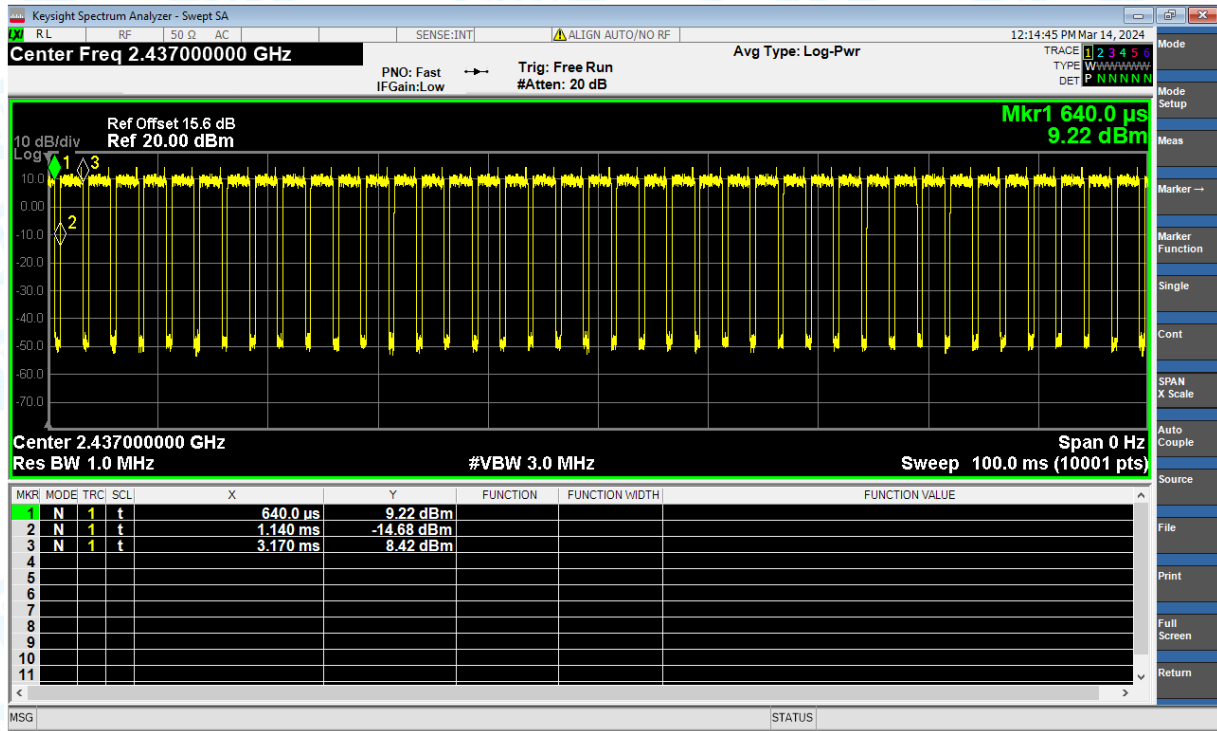 Keysight Spectrum Analyzer - Swept SA
LXI RL RF 50 Ω AC SENSE:INT ALIGN AUTO/NO RF 12:14:45 PM Mar 14, 2024
Center Freq 2.437000000 GHz
PNO: Fast
IFGain:Low
Trig: Free Run
#Atten: 20 dB
Avg Type: Log-Pwr
TRACE 1 2 3 4 5 6
TYPE WWWWWW
DET P N N N N N
Mkr1 640.0 µs
9.22 dBm
Ref Offset 15.6 dB
10 dB/div Ref 20.00 dBm
Log
1 3
10.0
0.00
2
-10.0
-20.0
-30.0
-40.0
-50.0
-60.0
-70.0
Center 2.437000000 GHz Span 0 Hz
Res BW 1.0 MHz #VBW 3.0 MHz Sweep 100.0 ms (10001 pts)
MKR MODE TRC SCL X Y FUNCTION FUNCTION WIDTH FUNCTION VALUE
1 N 1 t 640.0 µs 9.22 dBm
2 N 1 t 1.140 ms -14.68 dBm
3 N 1 t 3.170 ms 8.42 dBm
4
5
6
7
8
9
10
11
MSG STATUS
Mode
Mode
Setup
Meas
Marker →
Marker
Function
Single
Cont
SPAN
X Scale
Auto
Couple
Source
File
Print
Full
Screen
Return